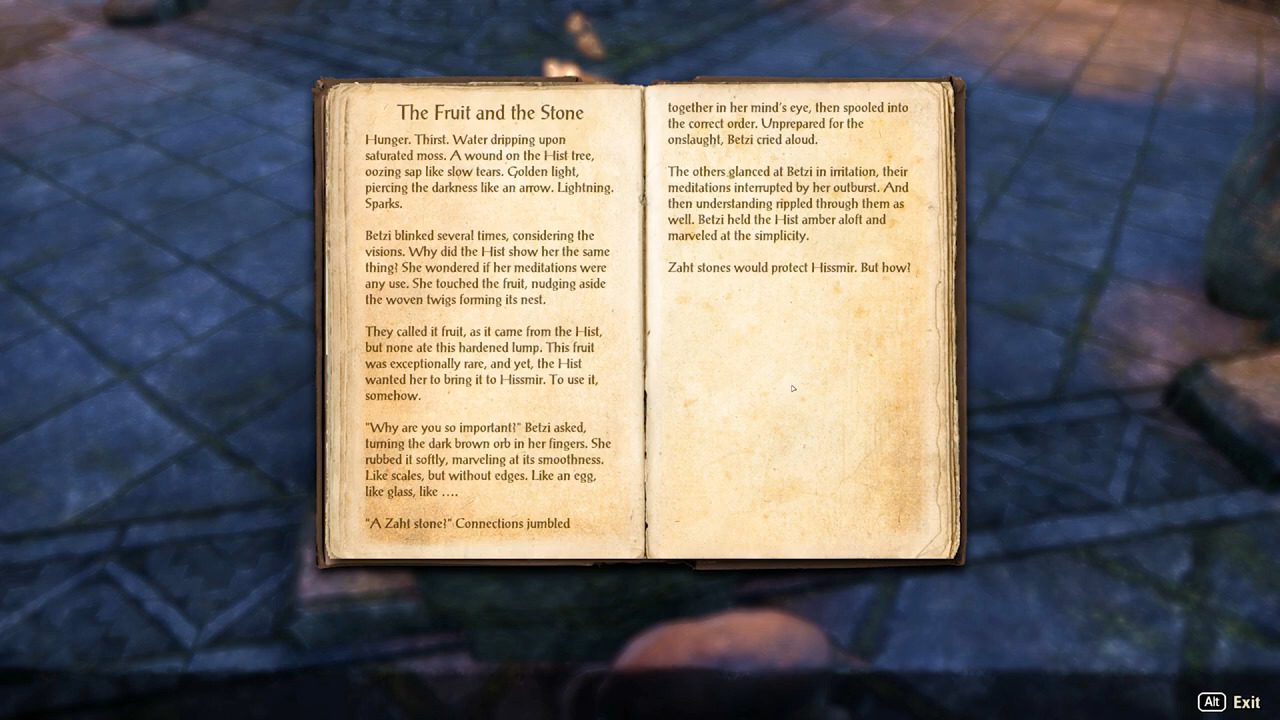 The Fruit and the Stone
Hunger. Thirst. Water dripping upon
saturated moss. A wound on the Hist tree,
oozing sap like slow tears. Golden light,
piercing the darkness like an arrow. Lightning.
Sparks.
Betzi blinked several times, considering the
visions. Why did the Hist show her the same
thing? She wondered if her meditations were
any use. She touched the fruit, nudging aside
the woven twigs forming its nest.
They called it fruit, as it came from the Hist,
but none ate this hardened lump. This fruit
was exceptionally rare, and yet, the Hist
wanted her to bring it to Hissmir. To use it,
somehow.
"Why are you so important?" Betzi asked,
turning the dark brown orb in her fingers. She
rubbed it softly, marveling at its smoothness.
Like scales, but without edges. Like an egg,
like glass, like ….
"A Zaht stone?" Connections jumbled
together in her mind's eye, then spooled into
the correct order. Unprepared for the
onslaught, Betzi cried aloud.
The others glanced at Betzi in irritation, their
meditations interrupted by her outburst. And
then understanding rippled through them as
well. Betzi held the Hist amber aloft and
marveled at the simplicity.
Zaht stones would protect Hissmir. But how?
Alt Exit